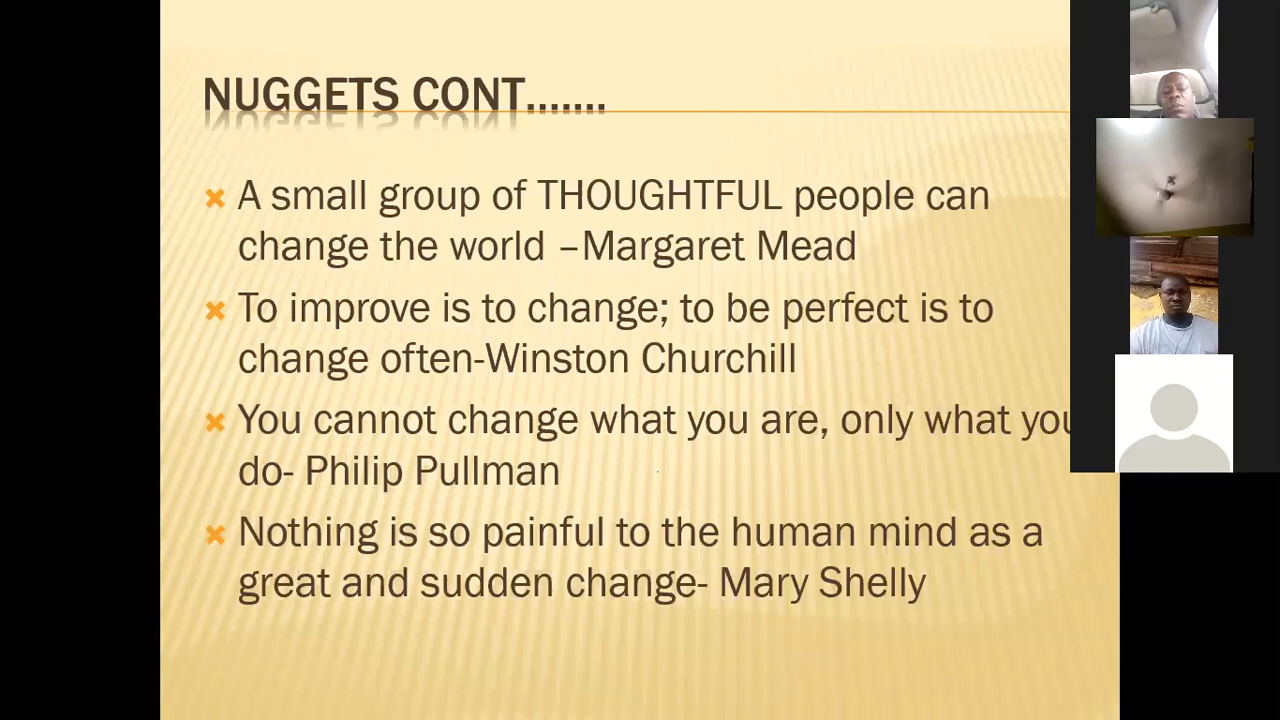 NUGGETS CONT.......
A small group of THOUGHTFUL people can
change the world –Margaret Mead
To improve is to change; to be perfect is to
change often-Winston Churchill
You cannot change what you are, only what you
do- Philip Pullman
Nothing is so painful to the human mind as a
great and sudden change- Mary Shelly